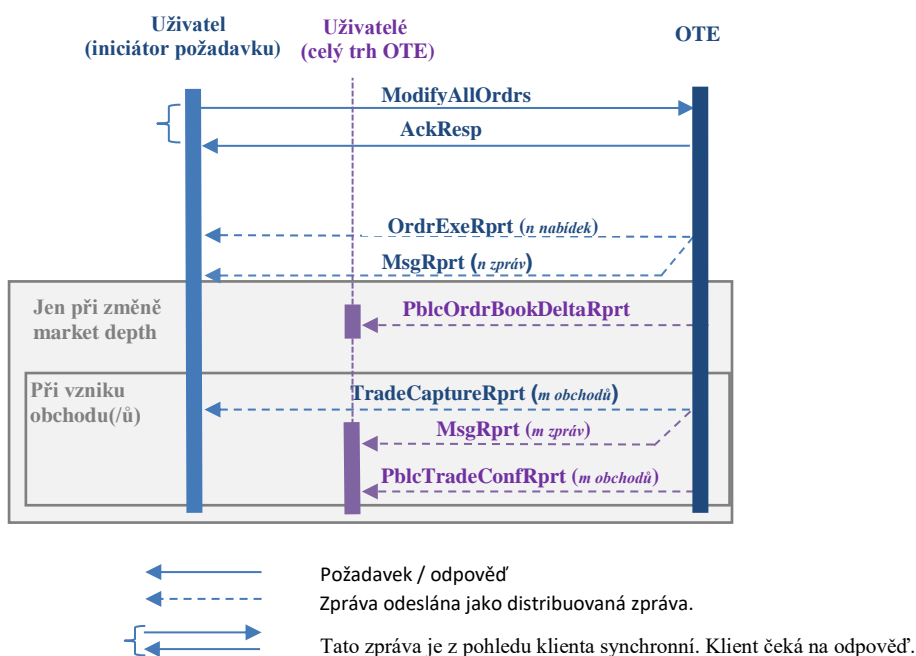 Uživatel
(iniciátor požadavku)
Uživatelé
(celý trh OTE)
OTE
ModifyAllOrdrs
AckResp
OrdrExeRprt (n nabídek)
MsgRprt (n zpráv)
Jen při změně
market depth
PblcOrdrBookDeltaRprt
Při vzniku
obchodu(/ů)
TradeCaptureRprt (m obchodů)
MsgRprt (m zpráv)
PblcTradeConfRprt (m obchodů)
Požadavek / odpověď
Zpráva odeslána jako distribuovaná zpráva.
Tato zpráva je z pohledu klienta synchronní. Klient čeká na odpověď.